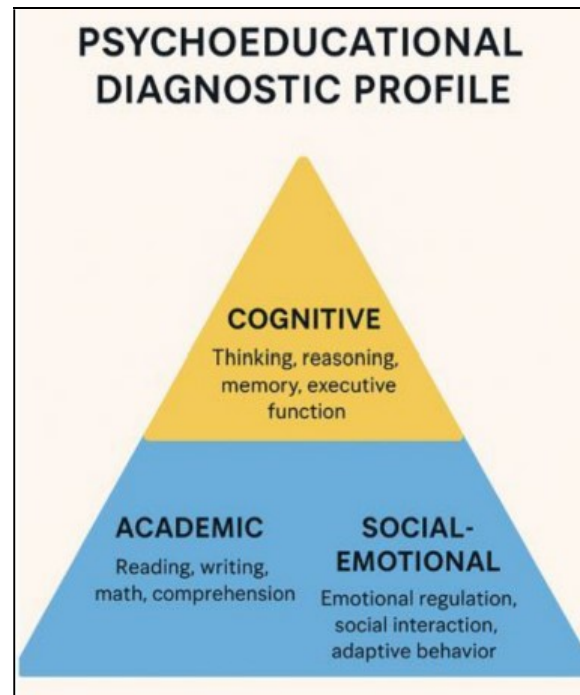 PSYCHOEDUCATIONAL
DIAGNOSTIC PROFILE
COGNITIVE
Thinking, reasoning,
memory, executive
function
ACADEMIC
Reading, writing,
math, comprehension
SOCIAL-
EMOTIONAL
Emotional regulation,
social interaction,
adaptive behavior